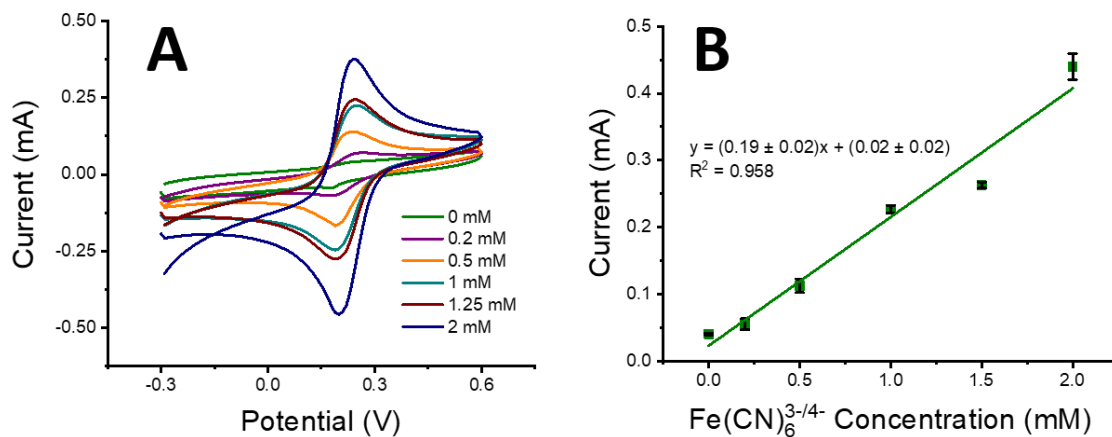 A
0.50
0.25
0.00
-0.25
-0.50
Current (mA)
0 mM
0.2 mM
0.5 mM
1 mM
1.25 mM
2 mM
-0.3 0.0 0.3 0.6
Potential (V)
B
0.5
0.4
0.3
0.2
0.1
0.0
Current (mA)
y = (0.19 ± 0.02)x + (0.02 ± 0.02)
R² = 0.958
0.0 0.5 1.0 1.5 2.0
Fe(CN)₆³⁻/⁴⁻ Concentration (mM)